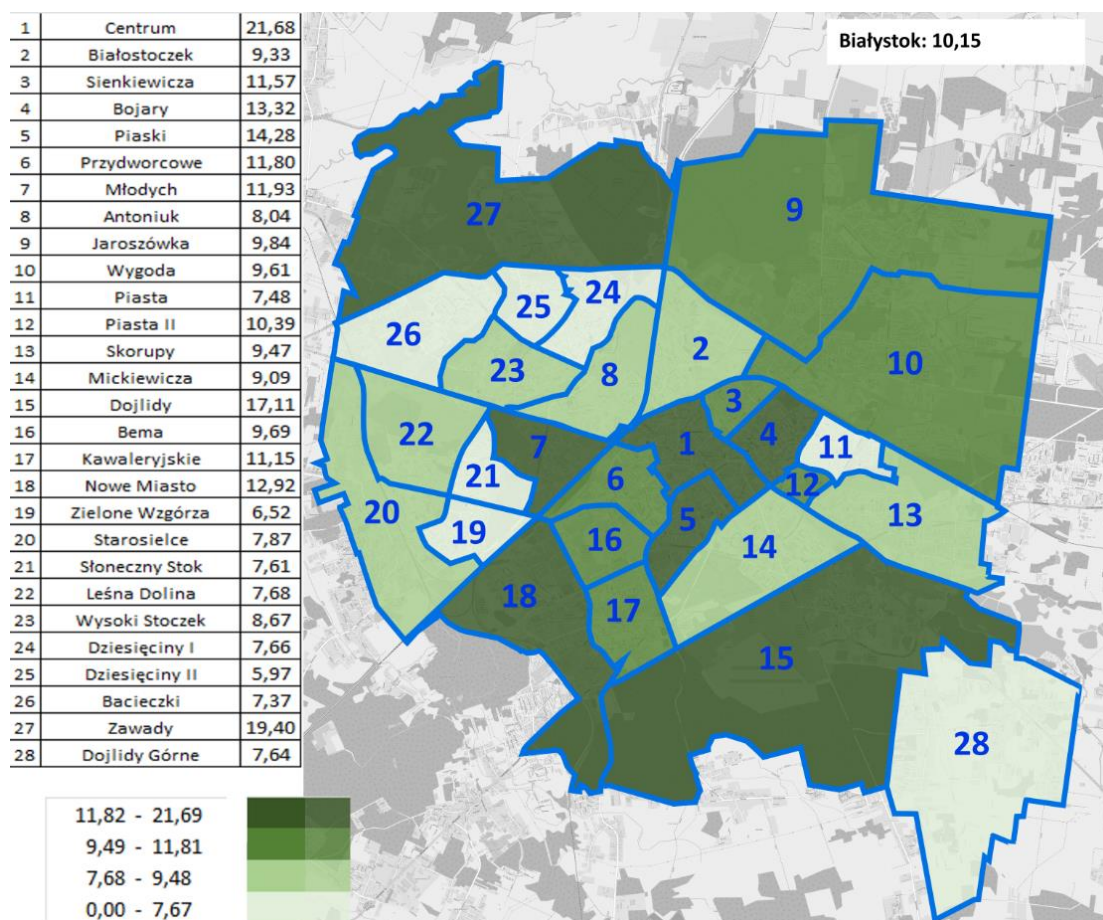 1 Centrum 21,68
2 Białostoczek 9,33
3 Sienkiewicza 11,57
4 Bojary 13,32
5 Piaski 14,28
6 Przydworcowe 11,80
7 Młodych 11,93
8 Antoniuk 8,04
9 Jaroszówka 9,84
10 Wygoda 9,61
11 Piasta 7,48
12 Piasta II 10,39
13 Skorupy 9,47
14 Mickiewicza 9,09
15 Dojlidy 17,11
16 Bema 9,69
17 Kawaleryjskie 11,15
18 Nowe Miasto 12,92
19 Zielone Wzgórza 6,52
20 Starosielce 7,87
21 Słoneczny Stok 7,61
22 Leśna Dolina 7,68
23 Wysoki Stoczek 8,67
24 Dziesięciny I 7,66
25 Dziesięciny II 5,97
26 Bacieczki 7,37
27 Zawady 19,40
28 Dojlidy Górne 7,64
11,82 - 21,69
9,49 - 11,81
7,68 - 9,48
0,00 - 7,67
Białystok: 10,15
27
9
25
24
26
23
8
2
10
3
22
7
1
4
11
21
6
12
20
19
5
13
16
14
18
17
15
28